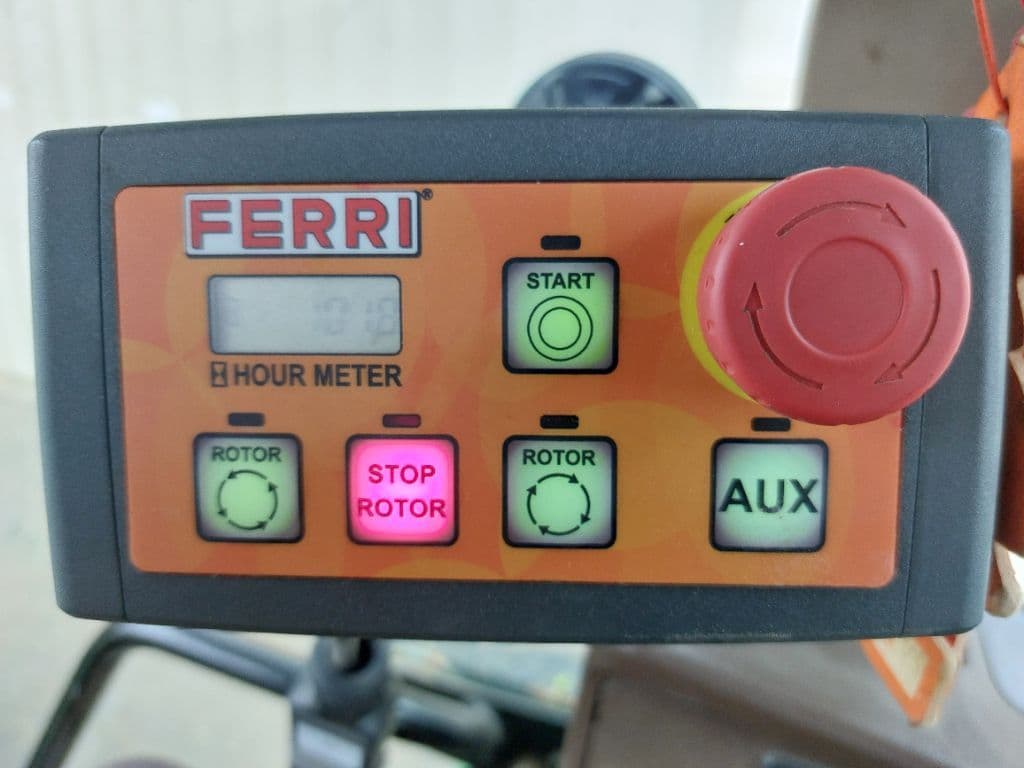 FERRI®
START
HOUR METER
ROTOR
STOP
ROTOR
ROTOR
AUX